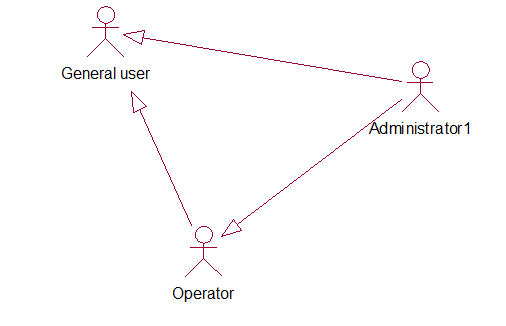 General user
Administrator1
Operator